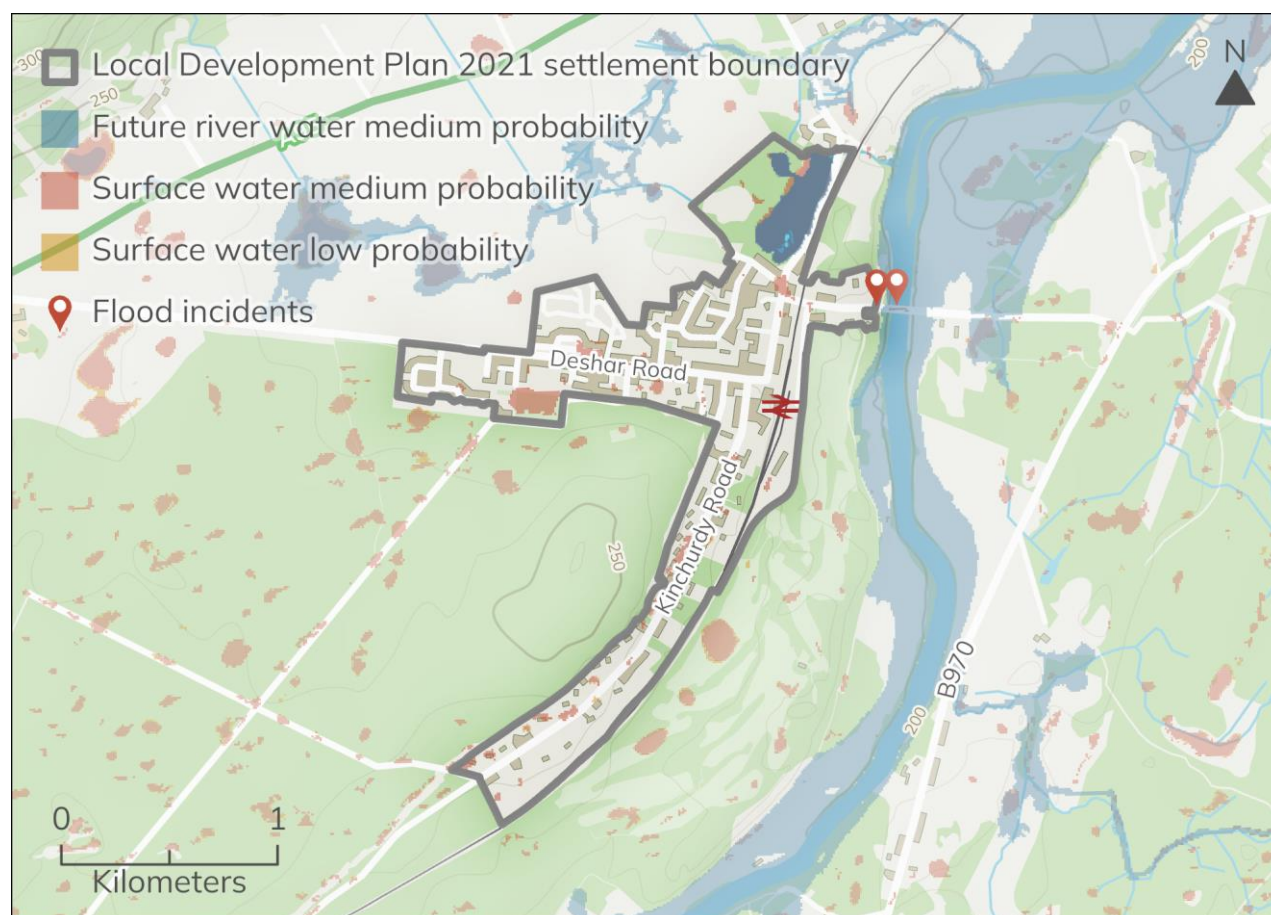 Local Development Plan 2021 settlement boundary
Future river water medium probability
Surface water medium probability
Surface water low probability
Flood incidents
N
300
250
200
Deshar Road
Kinchurdy Road
250
B970
200
0 1
Kilometers